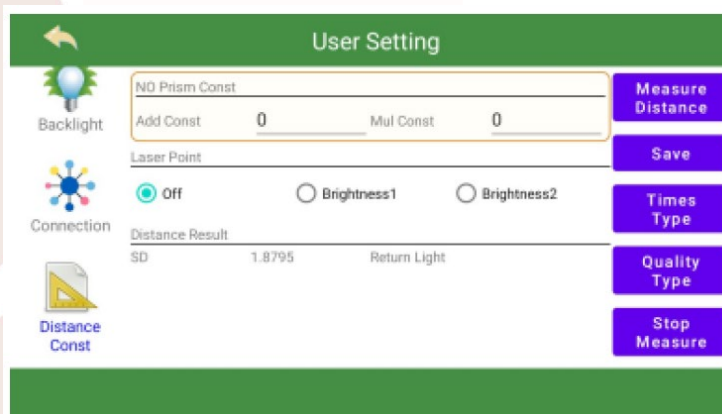 User Setting
Backlight
Connection
Distance
Const
NO Prism Const
Add Const 0 Mul Const 0
Laser Point
Off Brightness1 Brightness2
Distance Result
SD 1.8795 Return Light
Measure
Distance
Save
Times
Type
Quality
Type
Stop
Measure